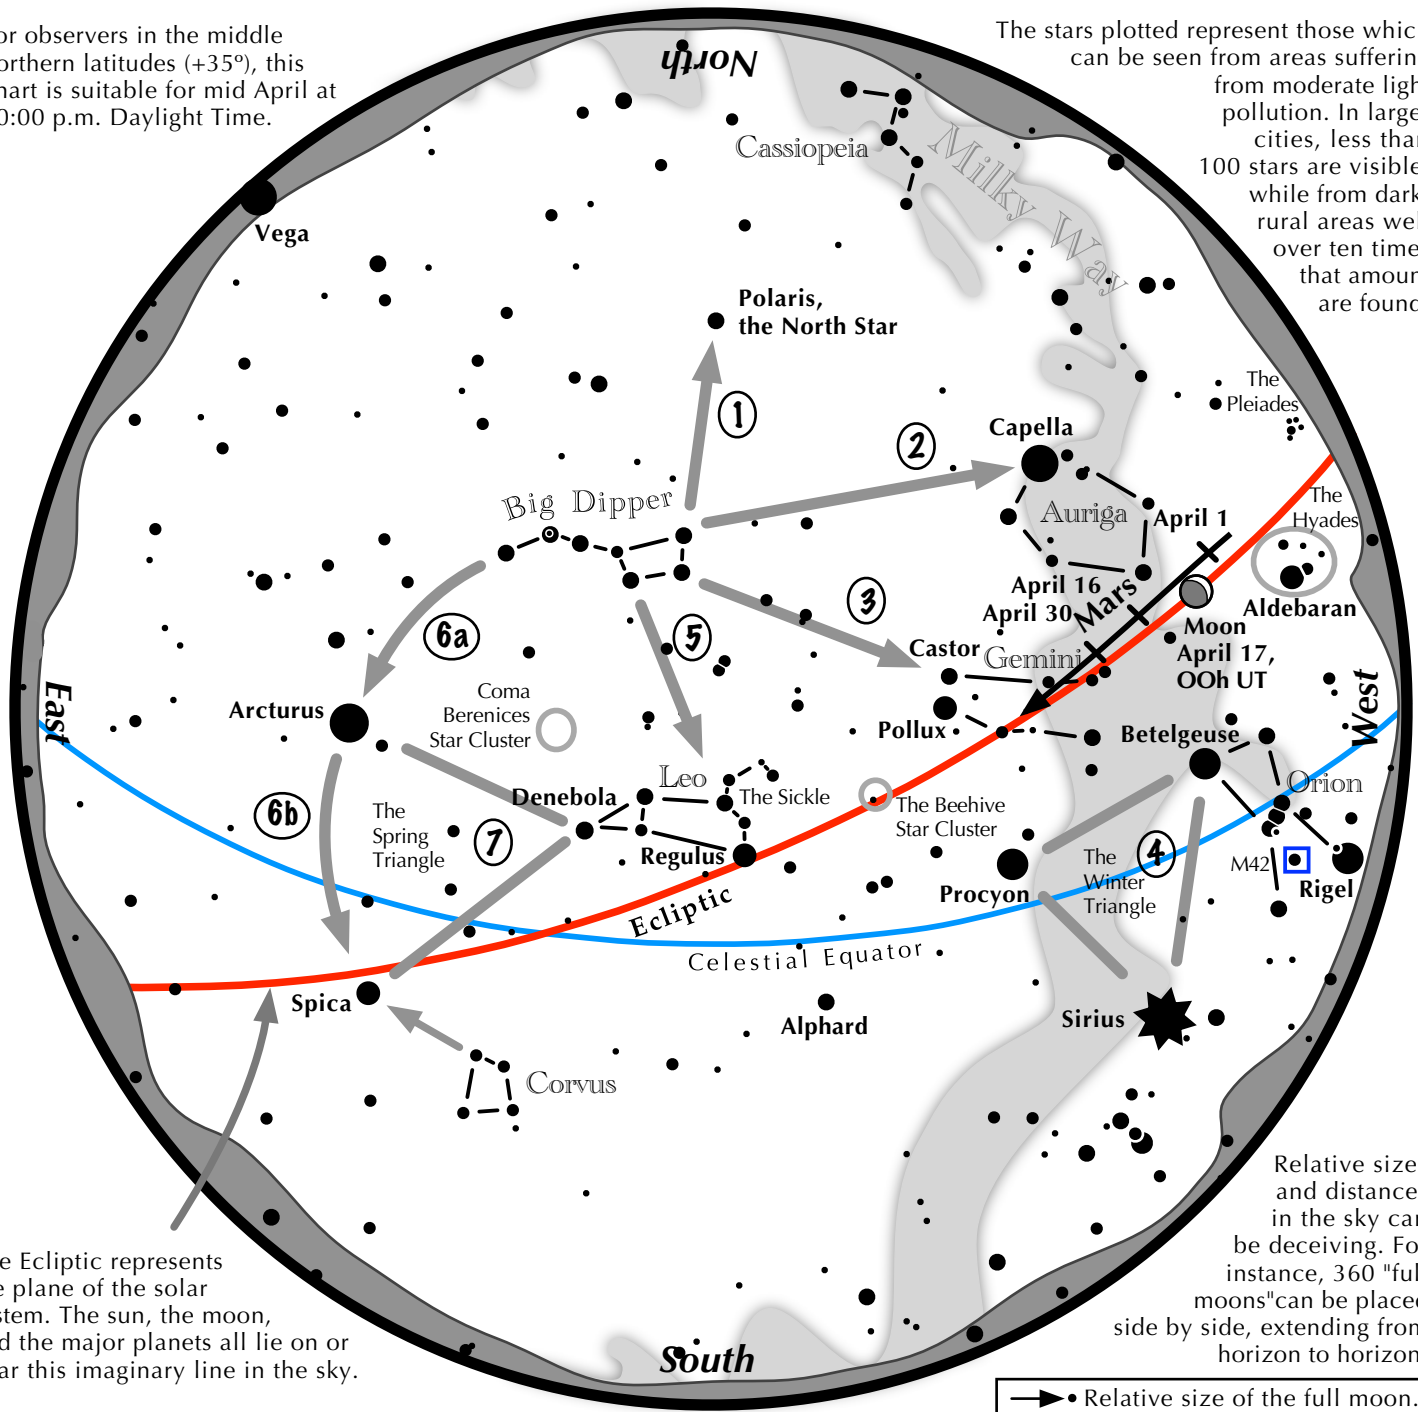 or observers in the middle
orthern latitudes (+35º), this
hart is suitable for mid April at
0:00 p.m. Daylight Time.
The stars plotted represent those whic
can be seen from areas sufferin
from moderate ligh
pollution. In large
cities, less than
100 stars are visible
while from dark
rural areas wel
over ten time
that amoun
are found
North
Cassiopeia
Milky Way
Vega
Polaris,
the North Star
1
2
The
Pleiades
Capella
Big Dipper
Auriga
April 1
The
Hyades
April 16
April 30
Mars
Aldebaran
3
5
6a
Castor
Gemini
Moon
April 17,
OOh UT
East
West
Arcturus
Coma
Berenices
Star Cluster
Pollux
Betelgeuse
Leo
Orion
Denebola
The Sickle
The Beehive
Star Cluster
6b
The
Spring
Triangle
7
Regulus
Procyon
The
Winter
Triangle
4
M42
Rigel
Ecliptic
Celestial Equator
Spica
Alphard
Sirius
Corvus
e Ecliptic represents
e plane of the solar
stem. The sun, the moon,
d the major planets all lie on or
ar this imaginary line in the sky.
Relative size
and distance
in the sky can
be deceiving. Fo
instance, 360 "ful
moons"can be placed
side by side, extending from
horizon to horizon
South
Relative size of the full moon.